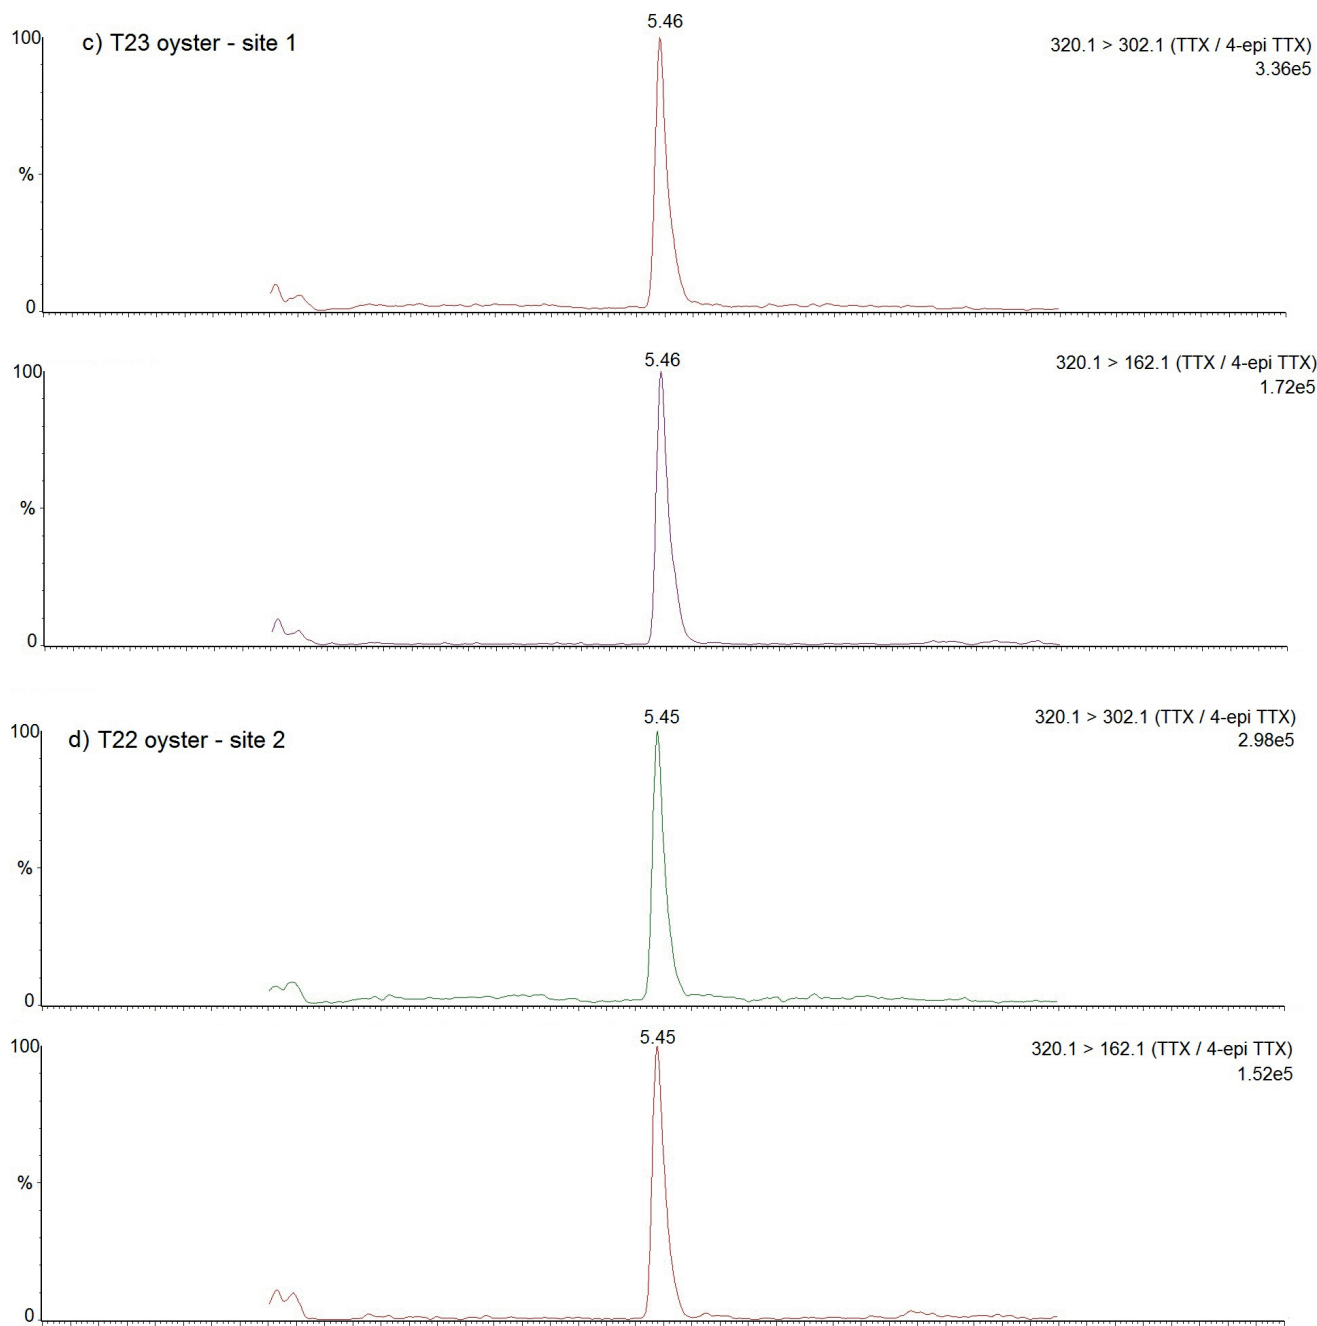 5.46
100
c) T23 oyster - site 1
320.1 > 302.1 (TTX / 4-epi TTX)
3.36e5
%
0
5.46
100
320.1 > 162.1 (TTX / 4-epi TTX)
1.72e5
%
0
5.45
100
d) T22 oyster - site 2
320.1 > 302.1 (TTX / 4-epi TTX)
2.98e5
%
0
5.45
100
320.1 > 162.1 (TTX / 4-epi TTX)
1.52e5
%
0